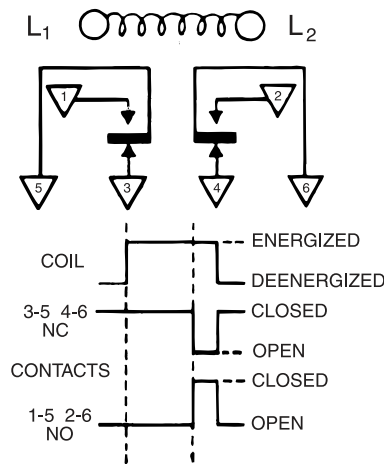 L1 L2
1 2
5 3 4 6
ENERGIZED
COIL
DEENERGIZED
3-5 4-6 CLOSED
NC
OPEN
CONTACTS CLOSED
1-5 2-6 OPEN
NO